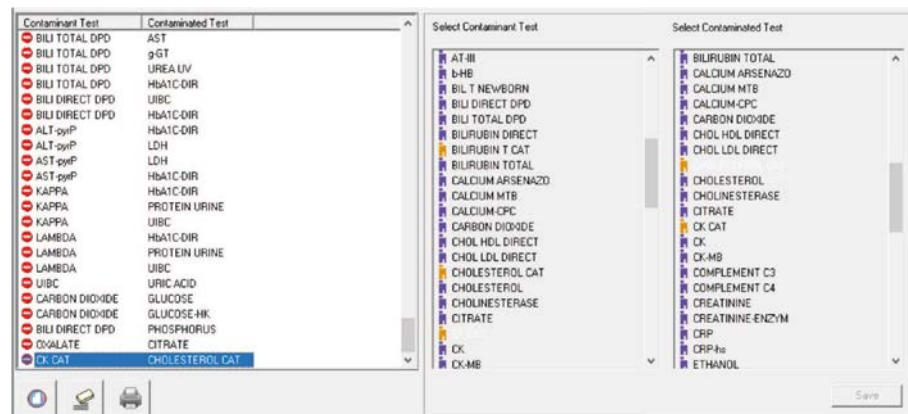 Contaminant Test Contaminated Test
BILI TOTAL DPD AST
BILI TOTAL DPD g-GT
BILI TOTAL DPD UREA UV
BILI TOTAL DPD HbA1C-DIR
BILI DIRECT DPD UIBC
BILI DIRECT DPD HbA1C-DIR
ALT-pyrP HbA1C-DIR
ALT-pyrP LDH
AST-pyrP LDH
AST-pyrP HbA1C-DIR
KAPPA HbA1C-DIR
KAPPA PROTEIN URINE
KAPPA UIBC
LAMBDA HbA1C-DIR
LAMBDA PROTEIN URINE
LAMBDA UIBC
UIBC URIC ACID
CARBON DIOXIDE GLUCOSE
CARBON DIOXIDE GLUCOSE-HK
BILI DIRECT DPD PHOSPHORUS
OXALATE CITRATE
CK CAT CHOLESTEROL CAT
Select Contaminant Test
AT-III
b-HB
BIL T NEWBORN
BILI DIRECT DPD
BILI TOTAL DPD
BILIRUBIN DIRECT
BILIRUBIN T CAT
BILIRUBIN TOTAL
CALCIUM ARSENAZO
CALCIUM MTB
CALCIUM-CPC
CARBON DIOXIDE
CHOL HDL DIRECT
CHOL LDL DIRECT
CHOLESTEROL CAT
CHOLESTEROL
CHOLINESTERASE
CITRATE
CK
CK-MB
Select Contaminated Test
BILIRUBIN TOTAL
CALCIUM ARSENAZO
CALCIUM MTB
CALCIUM-CPC
CARBON DIOXIDE
CHOL HDL DIRECT
CHOL LDL DIRECT
CHOLESTEROL
CHOLINESTERASE
CITRATE
CK CAT
CK
CK-MB
COMPLEMENT C3
COMPLEMENT C4
CREATININE
CREATININE-ENZYM
CRP
CRP-hs
ETHANOL
Save